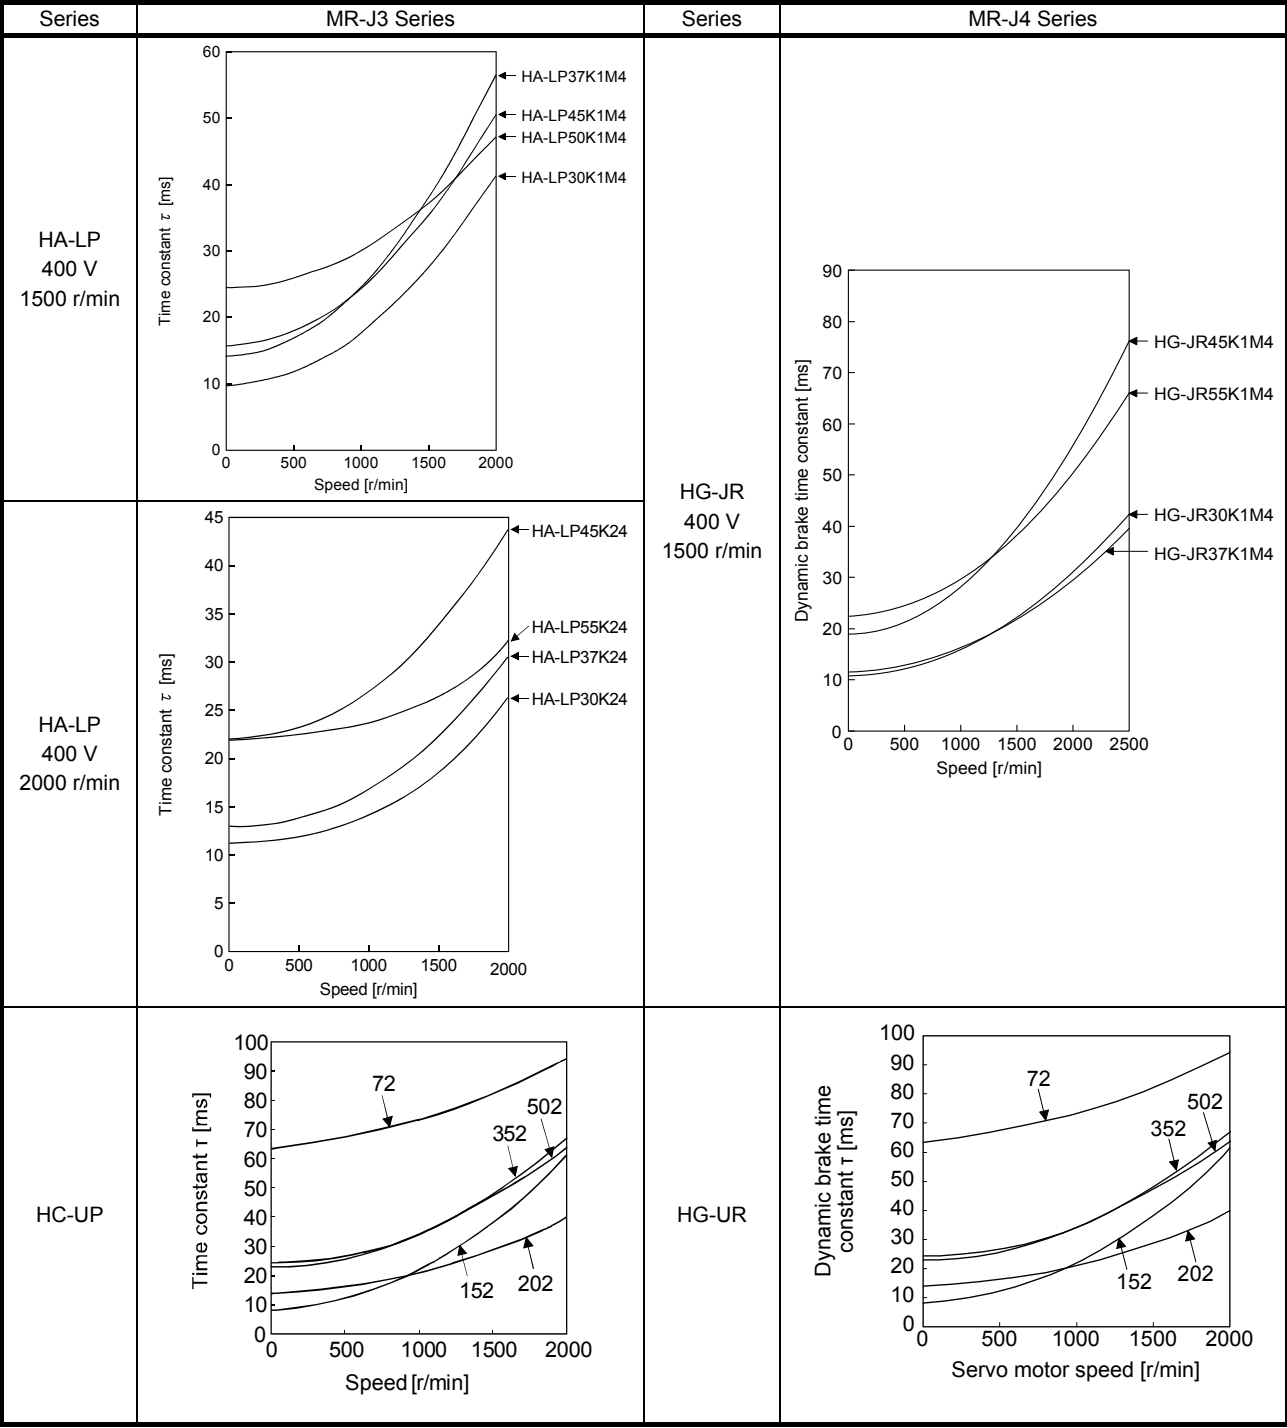 Series
MR-J3 Series
Series
MR-J4 Series
HA-LP
400 V
1500 r/min
Time constant τ [ms]
60
50
40
30
20
10
0
0 500 1000 1500 2000
Speed [r/min]
HA-LP37K1M4
HA-LP45K1M4
HA-LP50K1M4
HA-LP30K1M4
HA-LP
400 V
2000 r/min
Time constant τ [ms]
45
40
35
30
25
20
15
10
5
0
0 500 1000 1500 2000
Speed [r/min]
HA-LP45K24
HA-LP55K24
HA-LP37K24
HA-LP30K24
HG-JR
400 V
1500 r/min
Dynamic brake time constant [ms]
90
80
70
60
50
40
30
20
10
0
0 500 1000 1500 2000 2500
Speed [r/min]
HG-JR45K1M4
HG-JR55K1M4
HG-JR30K1M4
HG-JR37K1M4
HC-UP
Time constant τ [ms]
100
90
80
70
60
50
40
30
20
10
0
0 500 1000 1500 2000
Speed [r/min]
72
502
352
152
202
HG-UR
Dynamic brake time
constant τ [ms]
100
90
80
70
60
50
40
30
20
10
0
0 500 1000 1500 2000
Servo motor speed [r/min]
72
502
352
152
202